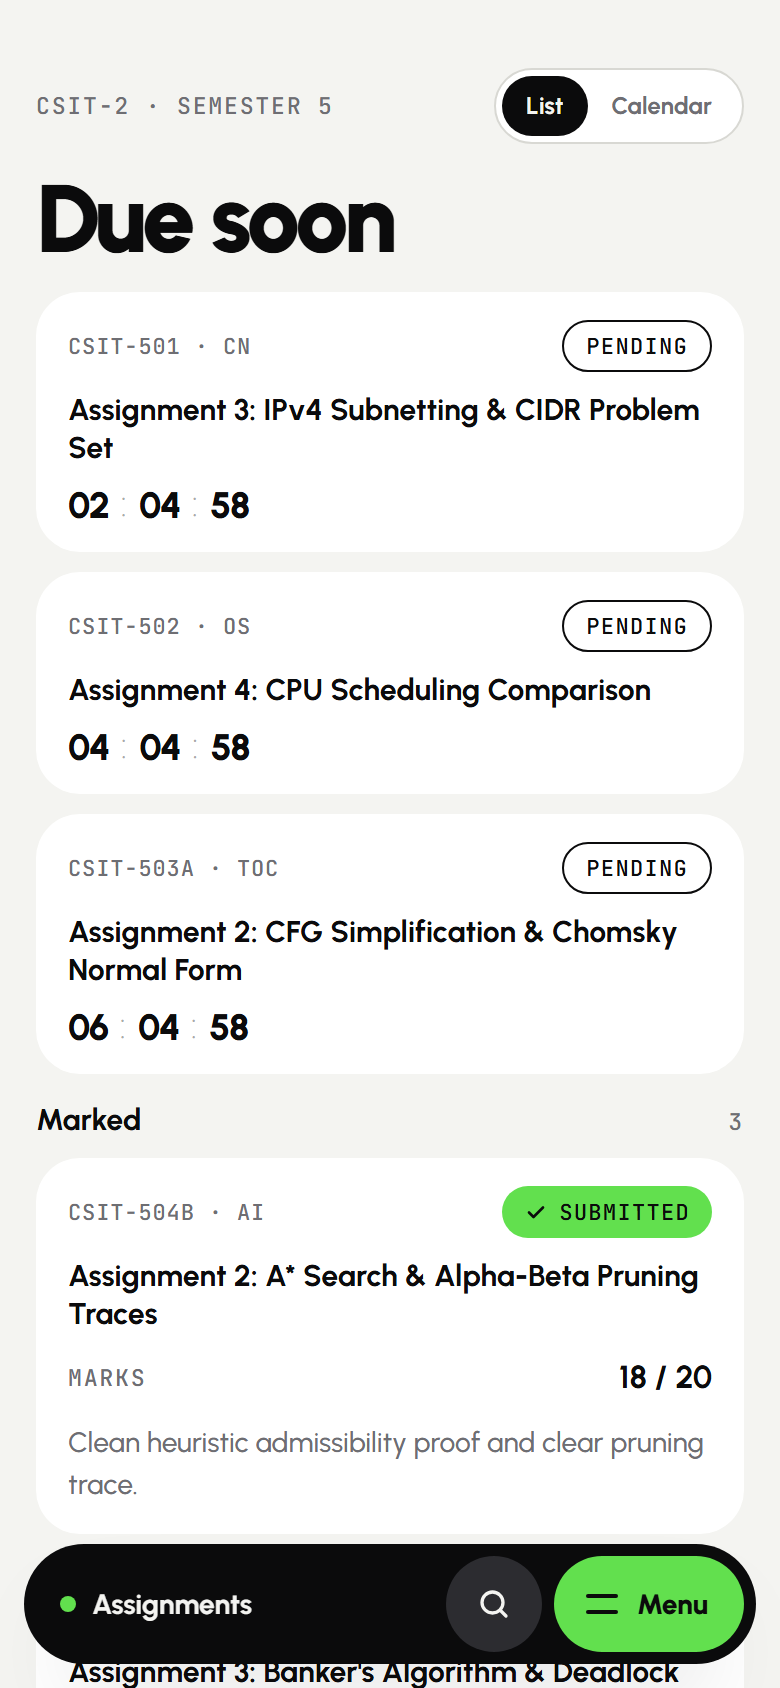 CSIT-2 · SEMESTER 5
List
Calendar
Due soon
CSIT-501 · CN
PENDING
Assignment 3: IPv4 Subnetting & CIDR Problem
Set
02 : 04 : 58
CSIT-502 · OS
PENDING
Assignment 4: CPU Scheduling Comparison
04 : 04 : 58
CSIT-503A · TOC
PENDING
Assignment 2: CFG Simplification & Chomsky
Normal Form
06 : 04 : 58
Marked
3
CSIT-504B · AI
✓ SUBMITTED
Assignment 2: A* Search & Alpha-Beta Pruning
Traces
MARKS
18 / 20
Clean heuristic admissibility proof and clear pruning
trace.
Assignments
Menu
Assignment 3: Banker's Algorithm & Deadlock